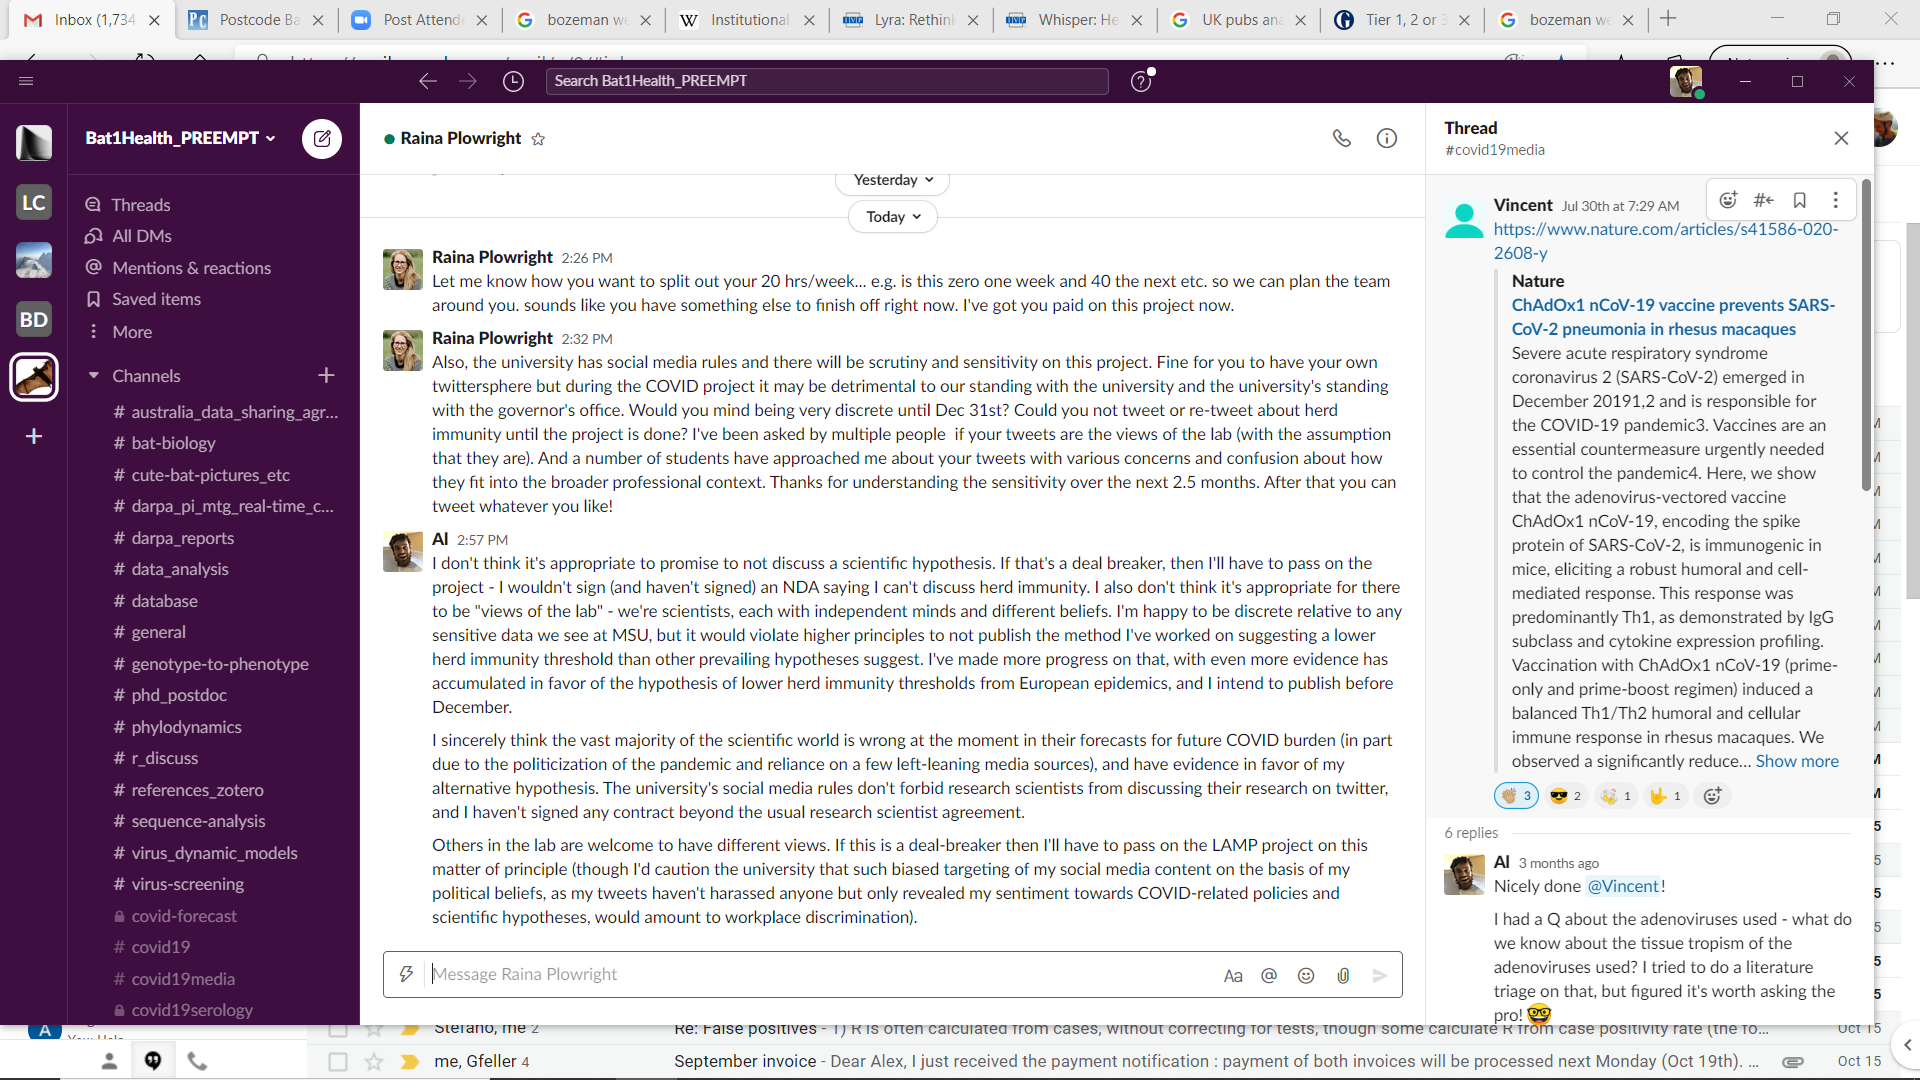 Inbox (1,734
Postcode Ba
Post Attende
bozeman we
Institutional
Lyra: Rethink
Whisper: He
UK pubs ana
Tier 1, 2 or 3
bozeman we
Search Bat1Health_PREEMPT
Bat1Health_PREEMPT
LC
BD
Threads
All DMs
Mentions & reactions
Saved items
More
Channels
# australia_data_sharing_agr...
# bat-biology
# cute-bat-pictures_etc
# darpa_pi_mtg_real-time_c...
# darpa_reports
# data_analysis
# database
# general
# genotype-to-phenotype
# phd_postdoc
# phylodynamics
# r_discuss
# references_zotero
# sequence-analysis
# virus_dynamic_models
# virus-screening
covid-forecast
# covid19
# covid19media
covid19serology
Raina Plowright
Yesterday
Today
Raina Plowright 2:26 PM
Let me know how you want to split out your 20 hrs/week... e.g. is this zero one week and 40 the next etc. so we can plan the team
around you. sounds like you have something else to finish off right now. I've got you paid on this project now.
Raina Plowright 2:32 PM
Also, the university has social media rules and there will be scrutiny and sensitivity on this project. Fine for you to have your own
twittersphere but during the COVID project it may be detrimental to our standing with the university and the university's standing
with the governor's office. Would you mind being very discrete until Dec 31st? Could you not tweet or re-tweet about herd
immunity until the project is done? I've been asked by multiple people if your tweets are the views of the lab (with the assumption
that they are). And a number of students have approached me about your tweets with various concerns and confusion about how
they fit into the broader professional context. Thanks for understanding the sensitivity over the next 2.5 months. After that you can
tweet whatever you like!
Al 2:57 PM
I don't think it's appropriate to promise to not discuss a scientific hypothesis. If that's a deal breaker, then I'll have to pass on the
project - I wouldn't sign (and haven't signed) an NDA saying I can't discuss herd immunity. I also don't think it's appropriate for there
to be "views of the lab" - we're scientists, each with independent minds and different beliefs. I'm happy to be discrete relative to any
sensitive data we see at MSU, but it would violate higher principles to not publish the method I've worked on suggesting a lower
herd immunity threshold than other prevailing hypotheses suggest. I've made more progress on that, with even more evidence has
accumulated in favor of the hypothesis of lower herd immunity thresholds from European epidemics, and I intend to publish before
December.
I sincerely think the vast majority of the scientific world is wrong at the moment in their forecasts for future COVID burden (in part
due to the politicization of the pandemic and reliance on a few left-leaning media sources), and have evidence in favor of my
alternative hypothesis. The university's social media rules don't forbid research scientists from discussing their research on twitter,
and I haven't signed any contract beyond the usual research scientist agreement.
Others in the lab are welcome to have different views. If this is a deal-breaker then I'll have to pass on the LAMP project on this
matter of principle (though I'd caution the university that such biased targeting of my social media content on the basis of my
political beliefs, as my tweets haven't harassed anyone but only revealed my sentiment towards COVID-related policies and
scientific hypotheses, would amount to workplace discrimination).
Message Raina Plowright
Aa @
Thread
#covid19media
Vincent Jul 30th at 7:29 AM
https://www.nature.com/articles/s41586-020-
2608-y
Nature
ChAdOx1 nCoV-19 vaccine prevents SARS-
CoV-2 pneumonia in rhesus macaques
Severe acute respiratory syndrome
coronavirus 2 (SARS-CoV-2) emerged in
December 20191,2 and is responsible for
the COVID-19 pandemic3. Vaccines are an
essential countermeasure urgently needed
to control the pandemic4. Here, we show
that the adenovirus-vectored vaccine
ChAdOx1 nCoV-19, encoding the spike
protein of SARS-CoV-2, is immunogenic in
mice, eliciting a robust humoral and cell-
mediated response. This response was
predominantly Th1, as demonstrated by IgG
subclass and cytokine expression profiling.
Vaccination with ChAdOx1 nCoV-19 (prime-
only and prime-boost regimen) induced a
balanced Th1/Th2 humoral and cellular
immune response in rhesus macaques. We
observed a significantly reduce... Show more
3 2 1 1
6 replies
Al 3 months ago
Nicely done @Vincent!
I had a Q about the adenoviruses used - what do
we know about the tissue tropism of the
adenoviruses used? I tried to do a literature
triage on that, but figured it's worth asking the
pro!
A
Stefano, me 2
Re: False positives - 1) R is often calculated from cases, without correcting for tests, though some calculate R from case positivity rate (the fo...
Oct 15
me, Gfeller 4
September invoice - Dear Alex, I just received the payment notification : payment of both invoices will be processed next Monday (Oct 19th). ...
Oct 15